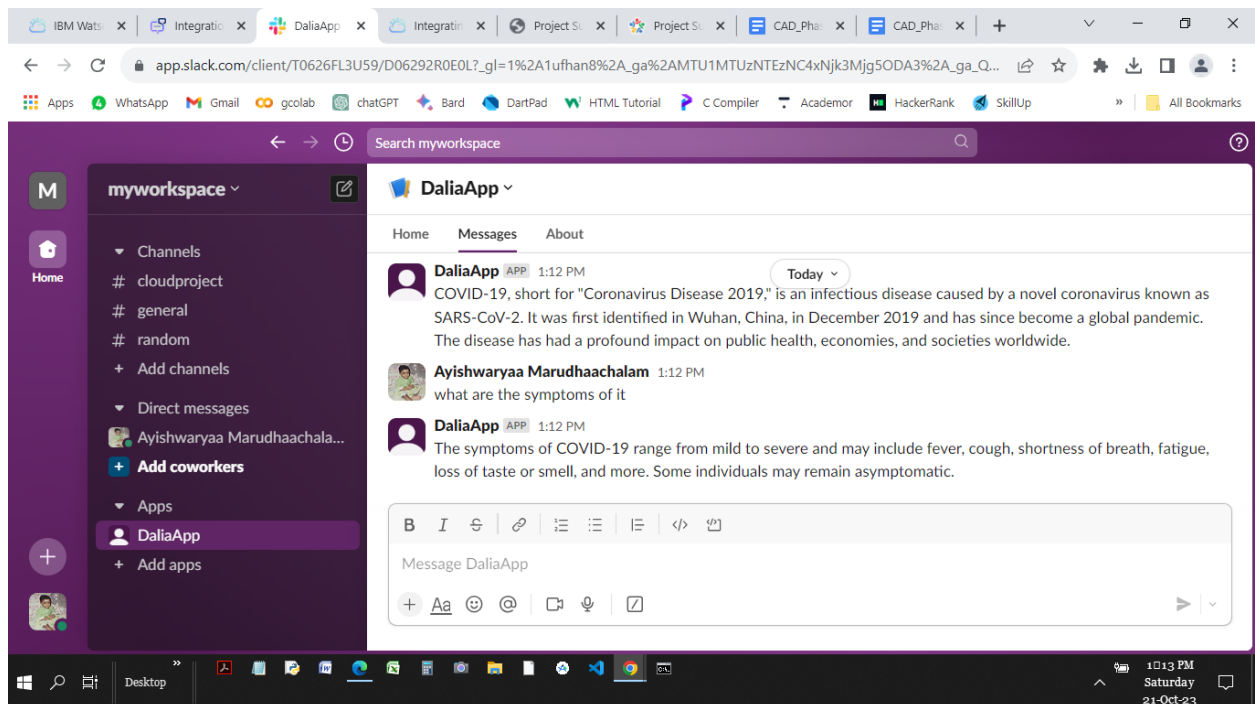 IBM Wats
Integratio
DaliaApp
Integratin
Project Su
Project Su
CAD_Phas
CAD_Phas
app.slack.com/client/T0626FL3U59/D06292R0E0L?_gl=1%2A1ufhan8%2A_ga%2AMTU1MTUzNTEzNC4xNjk3Mjg5ODA3%2A_ga_Q...
Apps WhatsApp Gmail gcolab chatGPT Bard DartPad HTML Tutorial C Compiler Academor HackerRank SkillUp » All Bookmarks
Search myworkspace
M
Home
myworkspace
Channels
# cloudproject
# general
# random
+ Add channels
Direct messages
Ayishwaryaa Marudhaachala...
+ Add coworkers
Apps
DaliaApp
+ Add apps
DaliaApp
Home Messages About
Today
DaliaApp APP 1:12 PM
COVID-19, short for "Coronavirus Disease 2019," is an infectious disease caused by a novel coronavirus known as
SARS-CoV-2. It was first identified in Wuhan, China, in December 2019 and has since become a global pandemic.
The disease has had a profound impact on public health, economies, and societies worldwide.
Ayishwaryaa Marudhaachalam 1:12 PM
what are the symptoms of it
DaliaApp APP 1:12 PM
The symptoms of COVID-19 range from mild to severe and may include fever, cough, shortness of breath, fatigue,
loss of taste or smell, and more. Some individuals may remain asymptomatic.
B I S
Message DaliaApp
+ Aa @
Desktop »
1□13 PM
Saturday
21-Oct-23